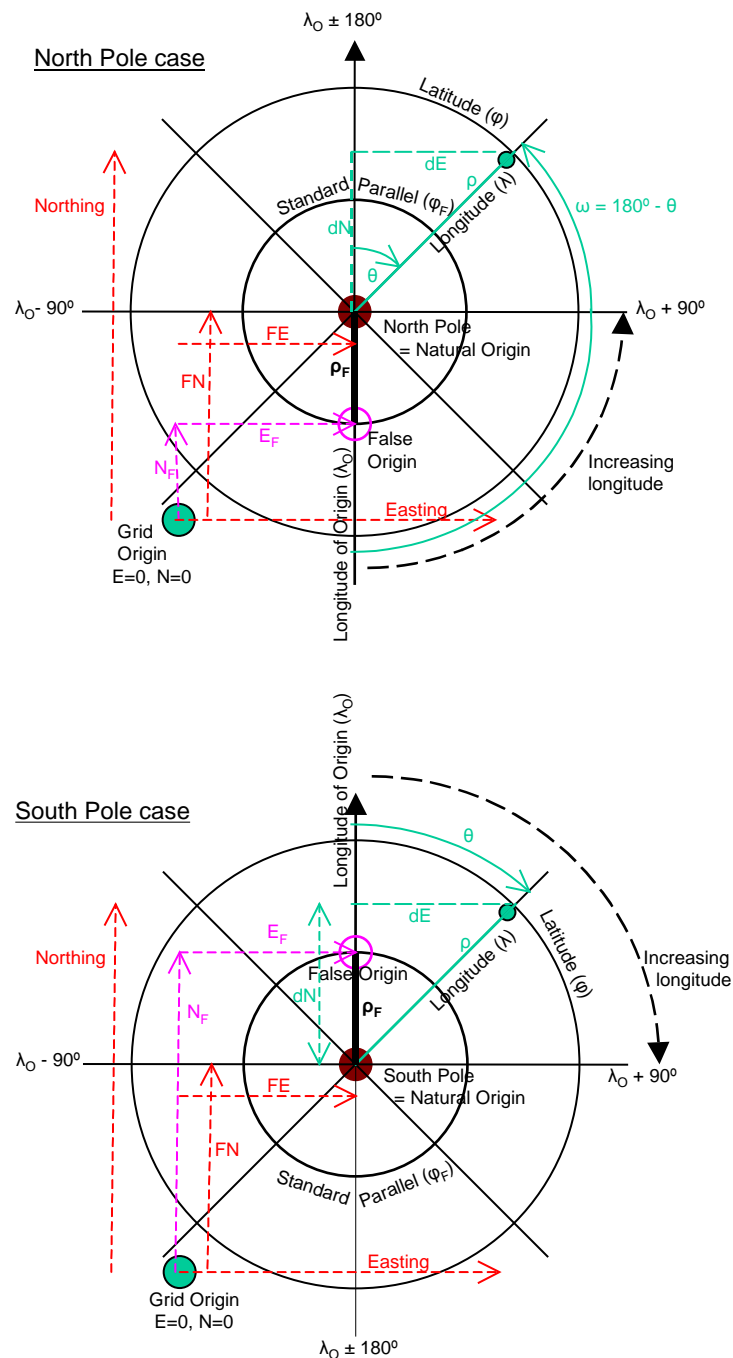 λO ± 180º
North Pole case
Latitude (φ)
dE
ρ
Standard Parallel (φF)
Longitude (λ)
Northing
dN
ω = 180º - θ
θ
λO- 90º
λO + 90º
FE
North Pole
= Natural Origin
ρF
FN
EF
False
Origin
NF
Longitude of Origin (λO)
Increasing
longitude
Easting
Grid
Origin
E=0, N=0
Longitude of Origin (λO)
South Pole case
θ
dE
EF
ρ
Latitude (φ)
Northing
False Origin
Longitude (λ)
Increasing
longitude
dN
NF
ρF
λO - 90º
λO + 90º
South Pole
= Natural Origin
FE
FN
Standard Parallel (φF)
Easting
Grid Origin
E=0, N=0
λO ± 180º